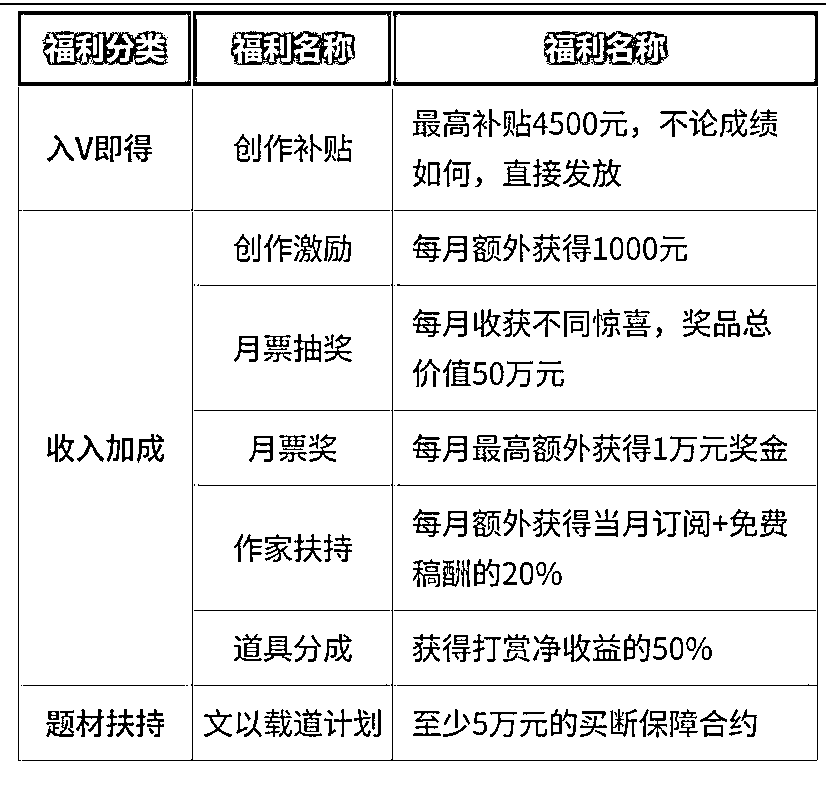 福利分类 福利名称 福利名称
入V即得 创作补贴 最高补贴4500元，不论成绩
如何，直接发放
收入加成 创作激励 每月额外获得1000元
月票抽奖 每月收获不同惊喜，奖品总
价值50万元
月票奖 每月最高额外获得1万元奖金
作家扶持 每月额外获得当月订阅+免费
稿酬的20%
道具分成 获得打赏净收益的50%
题材扶持 文以载道计划 至少5万元的买断保障合约